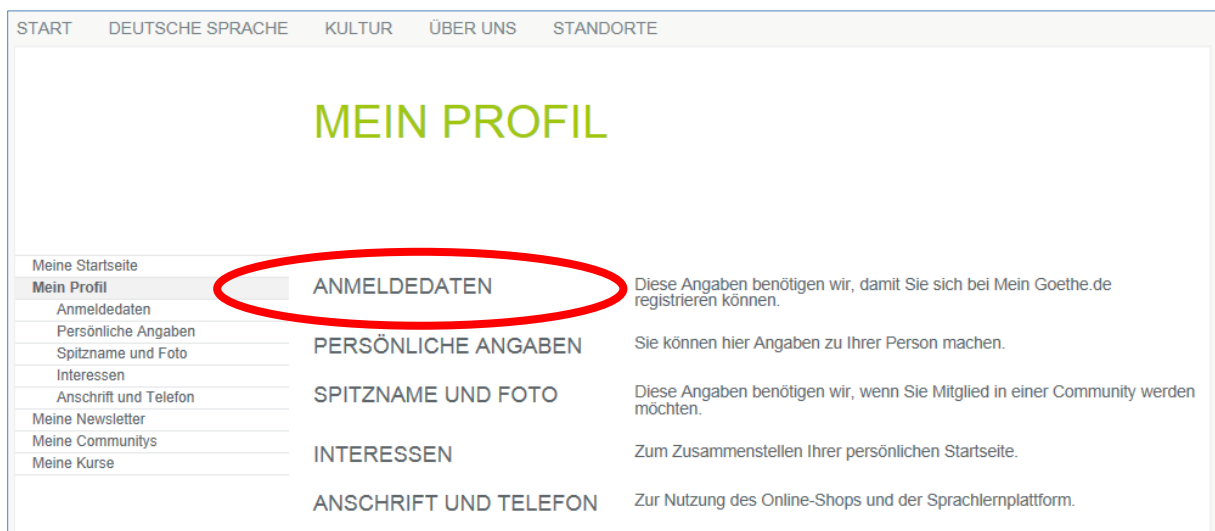 START DEUTSCHE SPRACHE KULTUR ÜBER UNS STANDORTE
MEIN PROFIL
Meine Startseite
Mein Profil
Anmeldedaten
Persönliche Angaben
Spitzname und Foto
Interessen
Anschrift und Telefon
Meine Newsletter
Meine Communitys
Meine Kurse
ANMELDEDATEN
Diese Angaben benötigen wir, damit Sie sich bei Mein Goethe.de
registrieren können.
PERSÖNLICHE ANGABEN
Sie können hier Angaben zu Ihrer Person machen.
SPITZNAME UND FOTO
Diese Angaben benötigen wir, wenn Sie Mitglied in einer Community werden
möchten.
INTERESSEN
Zum Zusammenstellen Ihrer persönlichen Startseite.
ANSCHRIFT UND TELEFON
Zur Nutzung des Online-Shops und der Sprachlernplattform.